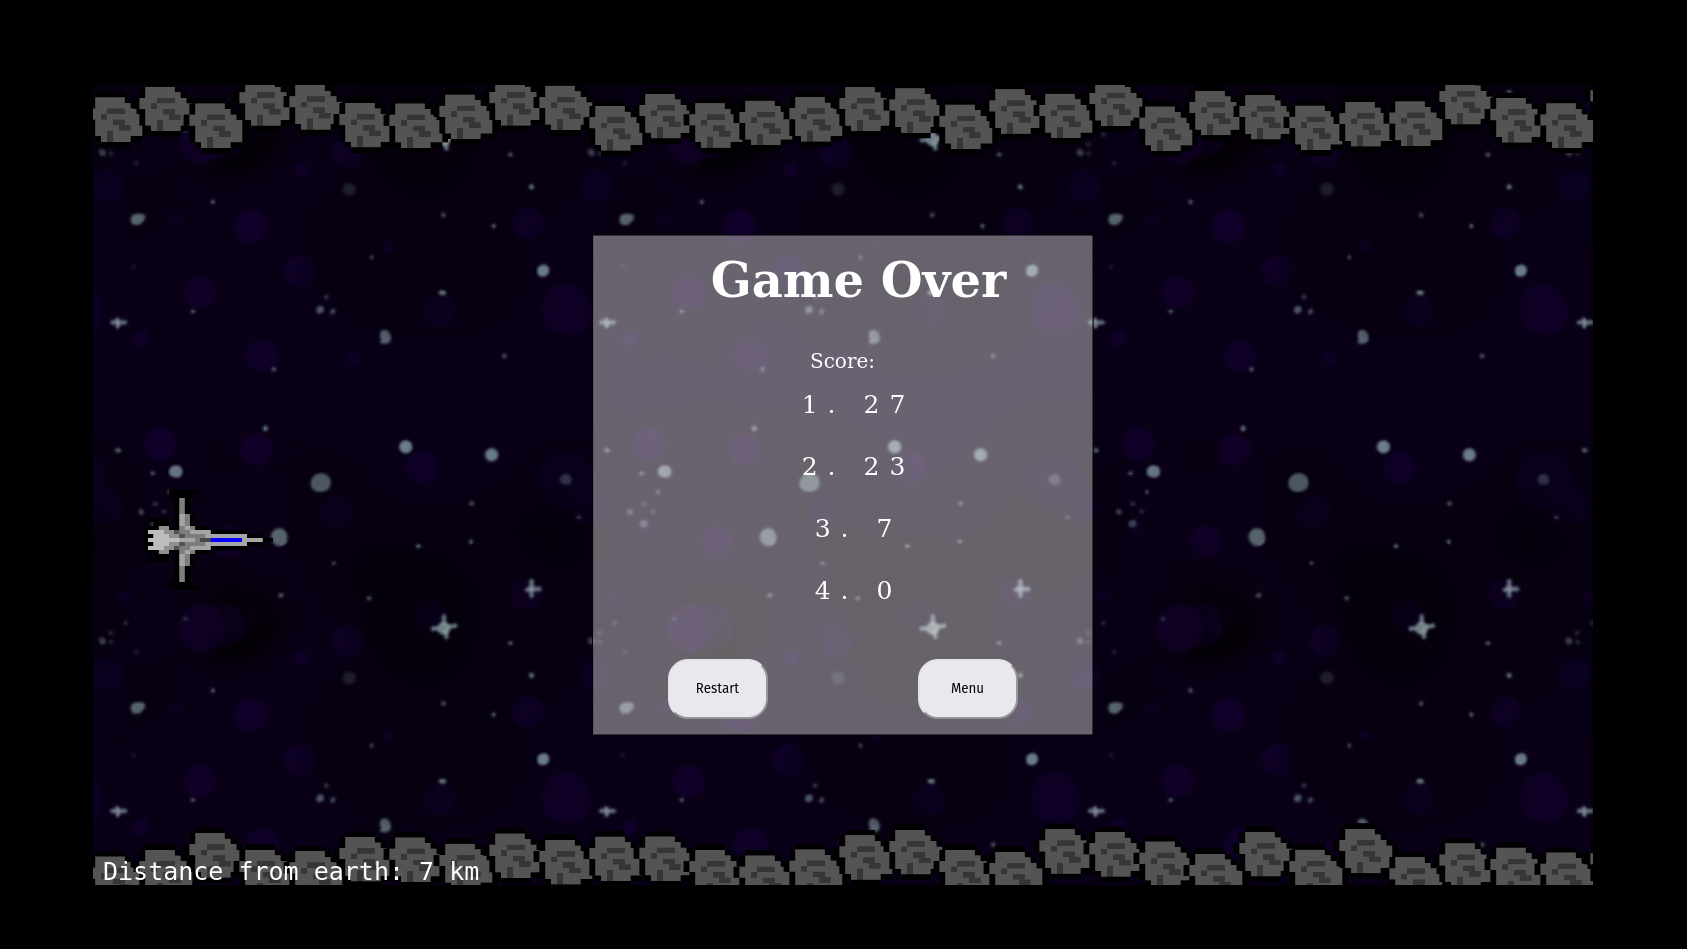 Game Over
Score:
1. 27
2. 23
3. 7
4. 0
Restart
Menu
Distance from earth: 7 km